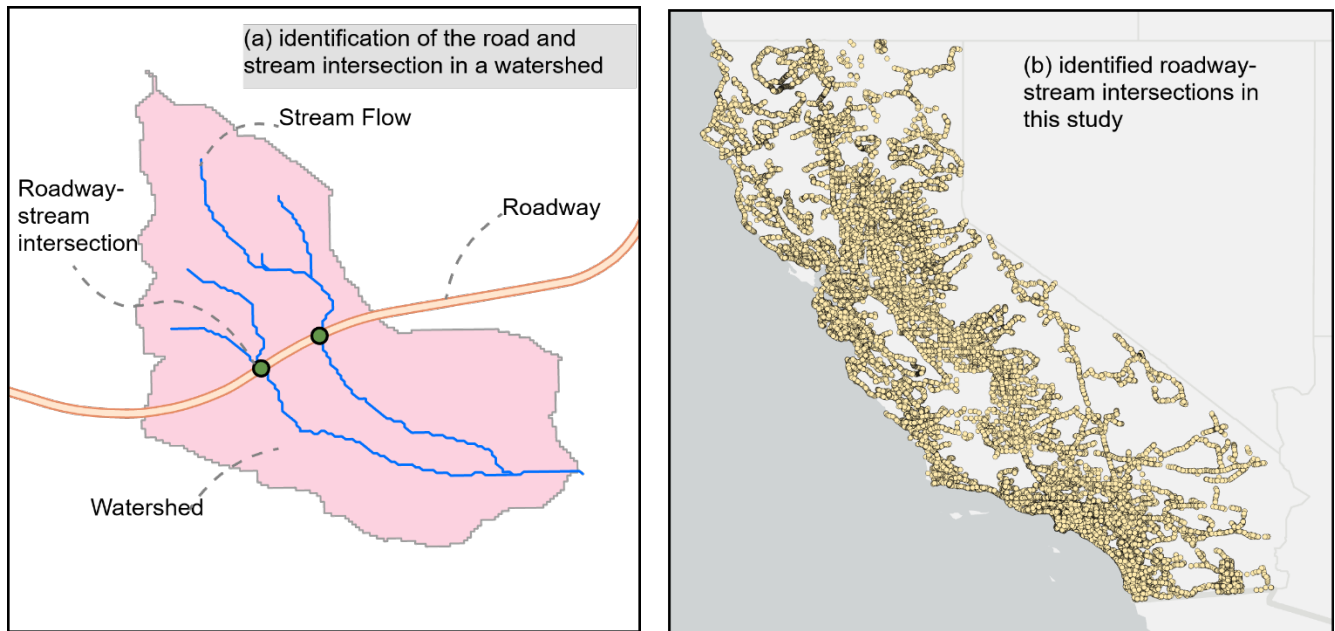 (a) identification of the road and
stream intersection in a watershed
Stream Flow
Roadway-
stream
intersection
Roadway
Watershed
(b) identified roadway-
stream intersections in
this study